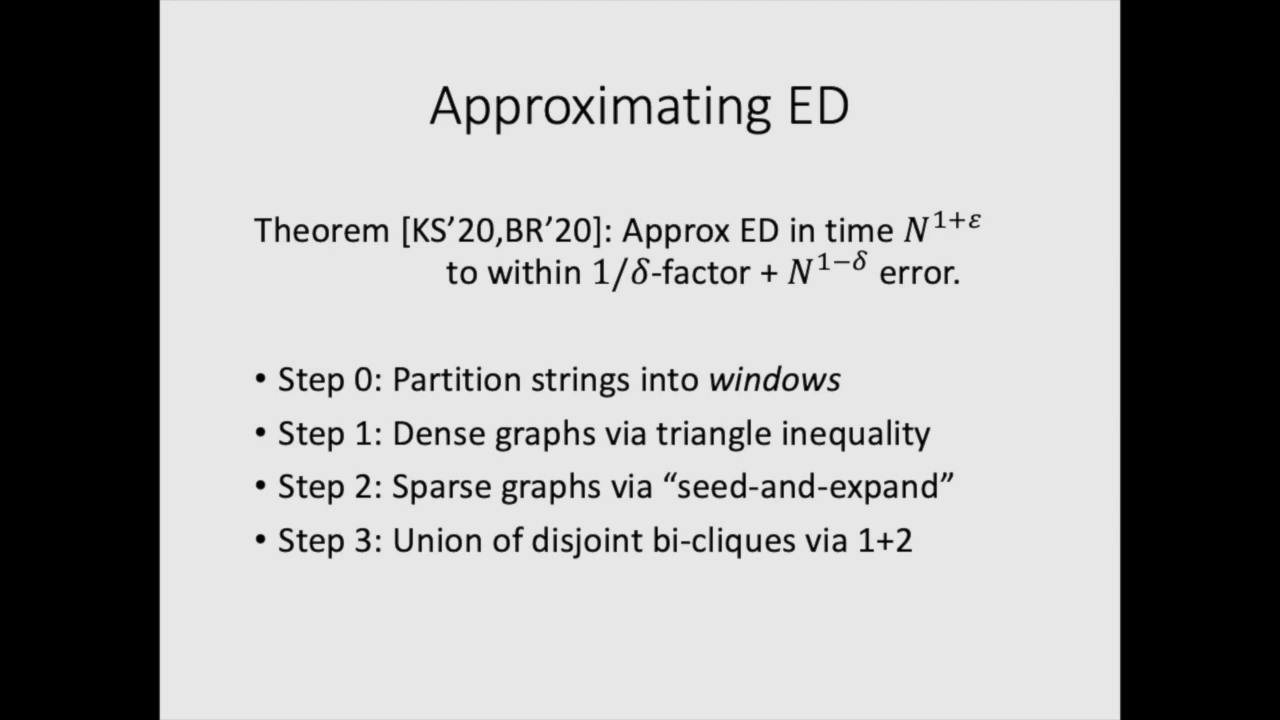 Approximating ED
Theorem [KS’20,BR’20]: Approx ED in time $N^{1+\varepsilon}$
to within 1/δ-factor + $N^{1-\delta}$ error.
• Step 0: Partition strings into windows
• Step 1: Dense graphs via triangle inequality
• Step 2: Sparse graphs via “seed-and-expand”
• Step 3: Union of disjoint bi-cliques via 1+2